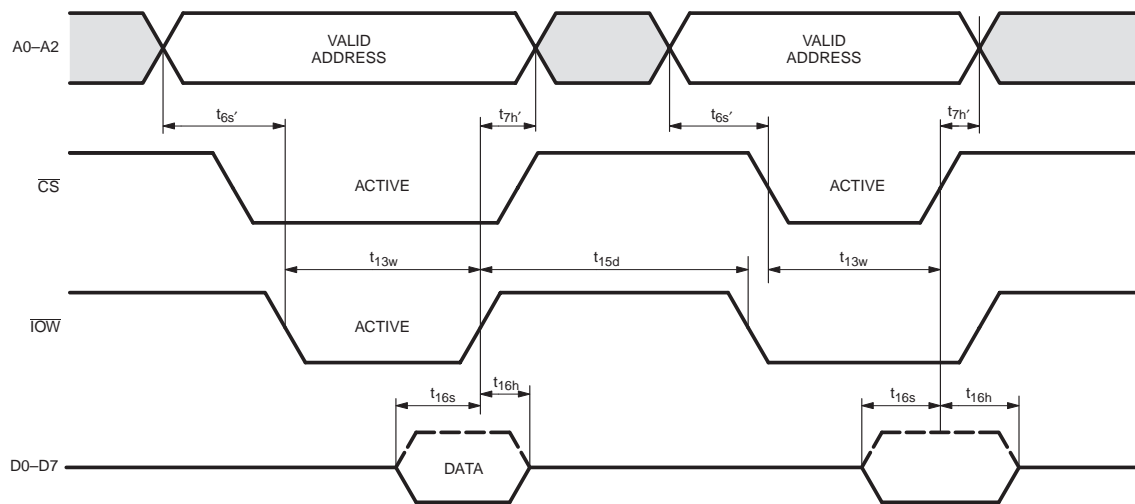 A0–A2
VALID
ADDRESS
VALID
ADDRESS
t6s′
t7h′
t6s′
t7h′
CS
ACTIVE
ACTIVE
t13w
t15d
t13w
IOW
ACTIVE
t16s
t16h
t16s
t16h
D0–D7
DATA